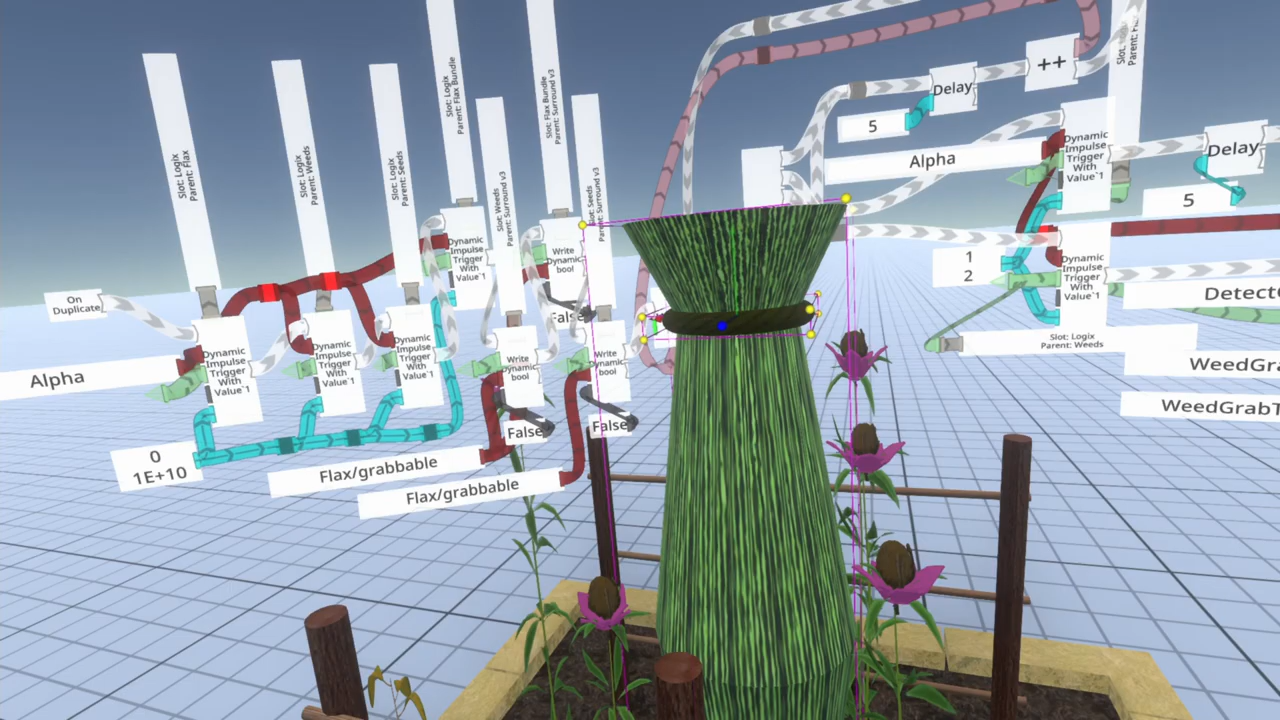 Slot: Logix
Parent: Flax
Slot: Logix
Parent: Weeds
Slot: Logix
Parent: Seeds
Slot: Logix
Parent: Flax Bundle
Slot: Weeds
Parent: Surround v3
Slot: Flax Bundle
Parent: Surround v3
Slot: Seeds
Parent: Surround v3
Slot: Logix
On
Duplicate
Dynamic
Impulse
Trigger
With
Value`1
Dynamic
Impulse
Trigger
With
Value`1
Dynamic
Impulse
Trigger
With
Value`1
Dynamic
Impulse
Trigger
With
Value`1
Write
Dynamic
bool
Write
Dynamic
bool
Write
Dynamic
bool
False
False
False
Alpha
0
1E+10
Flax/grabbable
Flax/grabbable
Delay
++
5
Alpha
Dynamic
Impulse
Trigger
With
Value`1
Delay
5
1
2
Dynamic
Impulse
Trigger
With
Value`1
Slot: Logix
Parent: Weeds